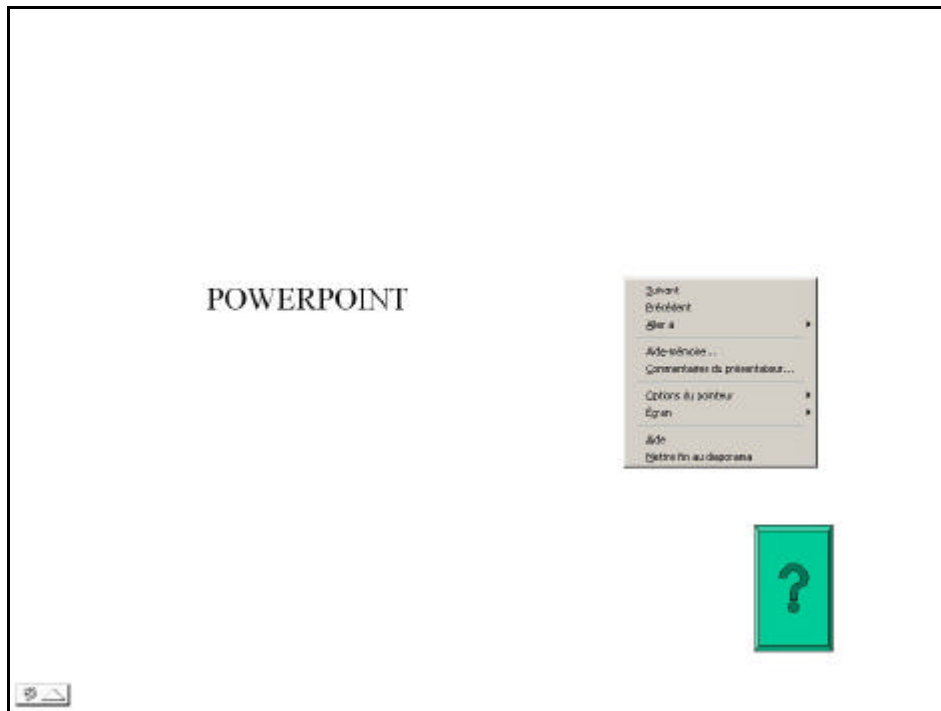 POWERPOINT
Suivant
Précédent
Aller à
Aide-mémoire...
Commentaires du présentateur...
Options du pointeur
Écran
Aide
Mettre fin au diaporama
?